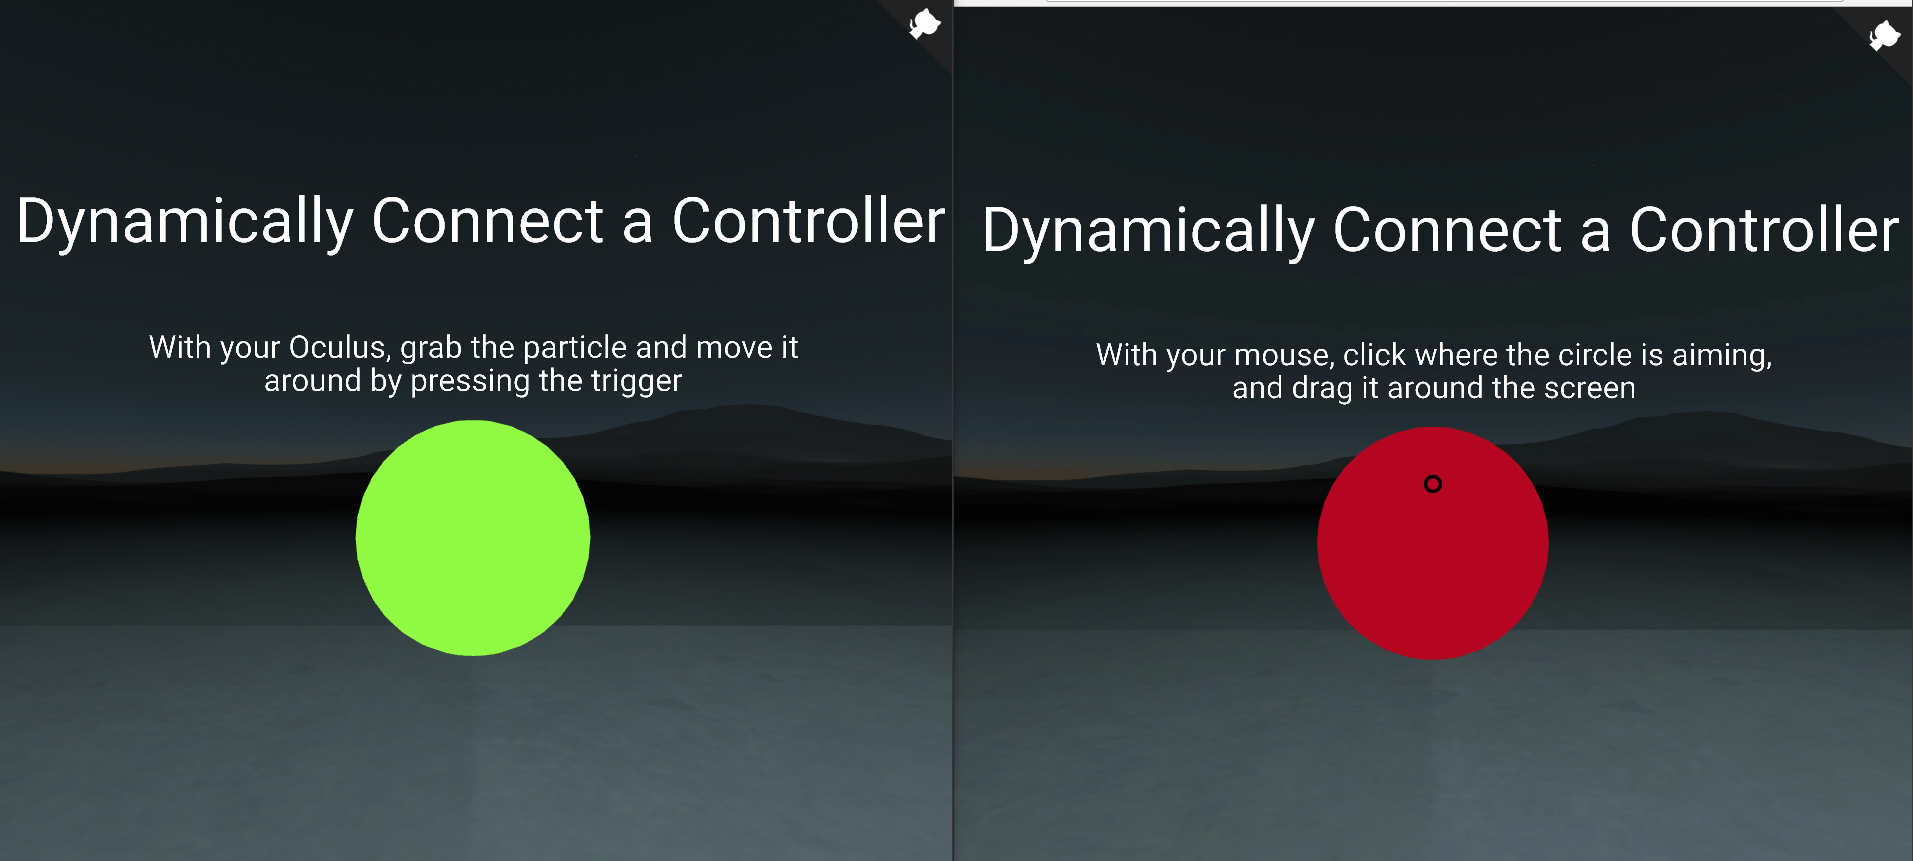 Dynamically Connect a Controller
With your Oculus, grab the particle and move it
around by pressing the trigger
Dynamically Connect a Controller
With your mouse, click where the circle is aiming,
and drag it around the screen